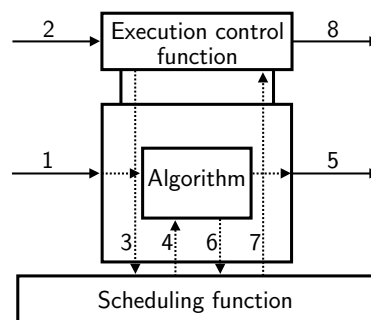 2
Execution control
function
8
1
Algorithm
5
3
4
6
7
Scheduling function